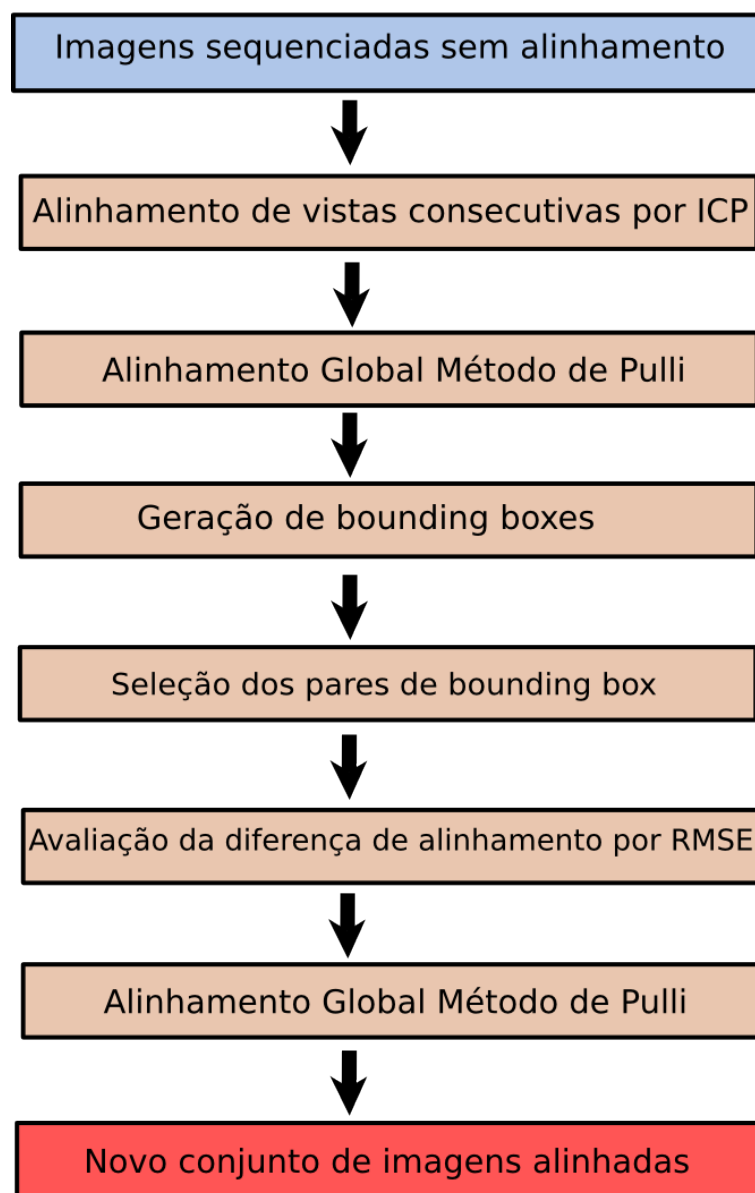 Imagens sequenciadas sem alinhamento
Alinhamento de vistas consecutivas por ICP
Alinhamento Global Método de Pulli
Geração de bounding boxes
Seleção dos pares de bounding box
Avaliação da diferença de alinhamento por RMSE
Alinhamento Global Método de Pulli
Novo conjunto de imagens alinhadas